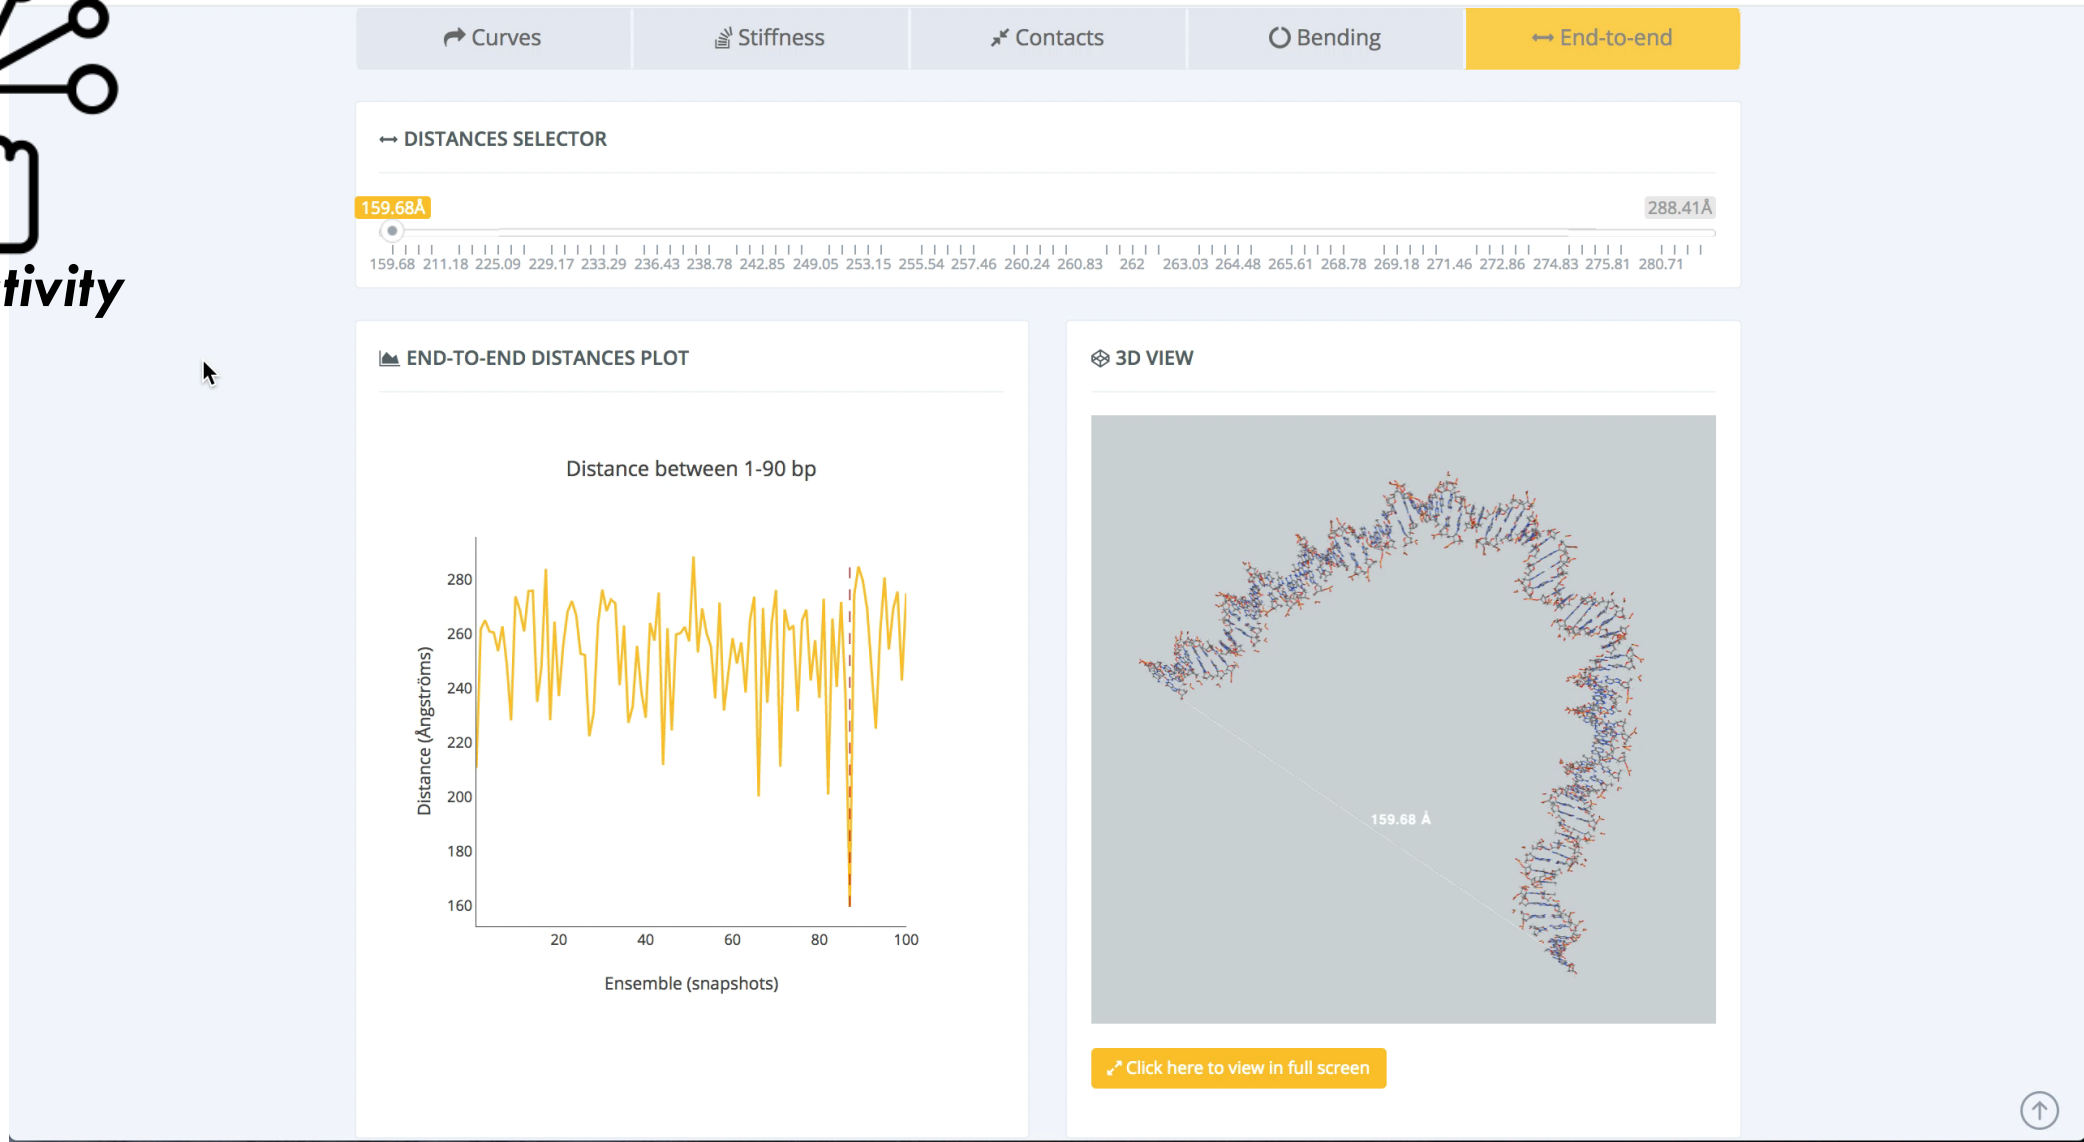 Curves
Stiffness
Contacts
Bending
End-to-end
DISTANCES SELECTOR
159.68Å
288.41Å
159.68 211.18 225.09 229.17 233.29 236.43 238.78 242.85 249.05 253.15 255.54 257.46 260.24 260.83 262 263.03 264.48 265.61 268.78 269.18 271.46 272.86 274.83 275.81 280.71
tivity
END-TO-END DISTANCES PLOT
Distance between 1-90 bp
Distance (Ångströms)
280
260
240
220
200
180
160
20 40 60 80 100
Ensemble (snapshots)
3D VIEW
159.68 Å
Click here to view in full screen